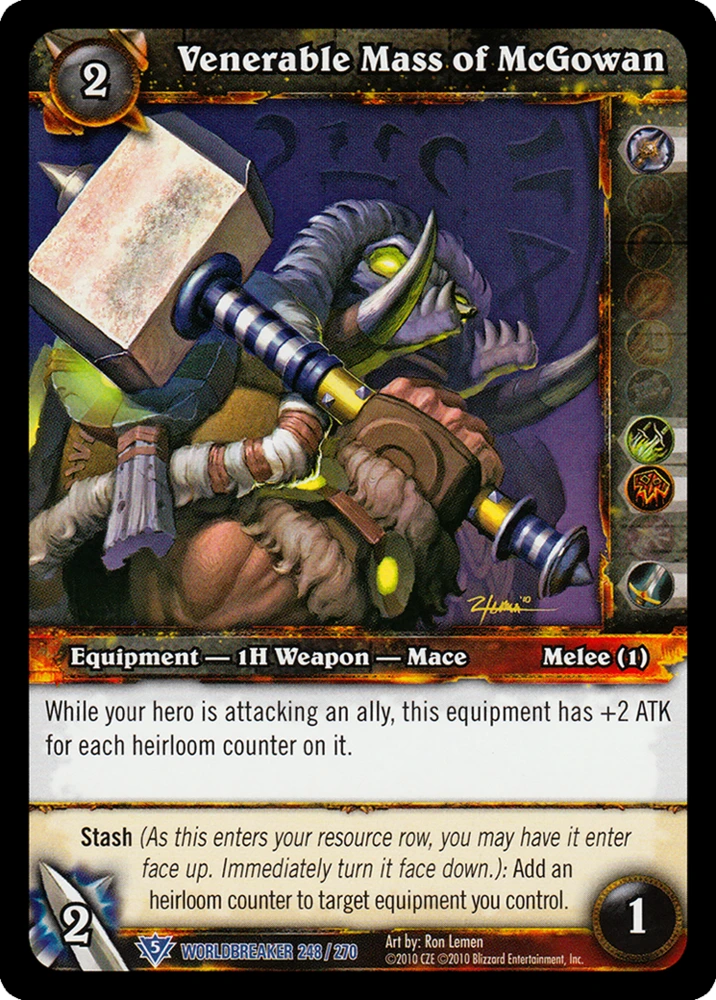 2
Venerable Mass of McGowan
Equipment — 1H Weapon — Mace
Melee (1)
While your hero is attacking an ally, this equipment has +2 ATK
for each heirloom counter on it.
Stash (As this enters your resource row, you may have it enter
face up. Immediately turn it face down.): Add an
heirloom counter to target equipment you control.
2
1
5
WORLDBREAKER 248 / 270
Art by: Ron Lemen
©2010 CZE ©2010 Blizzard Entertainment, Inc.